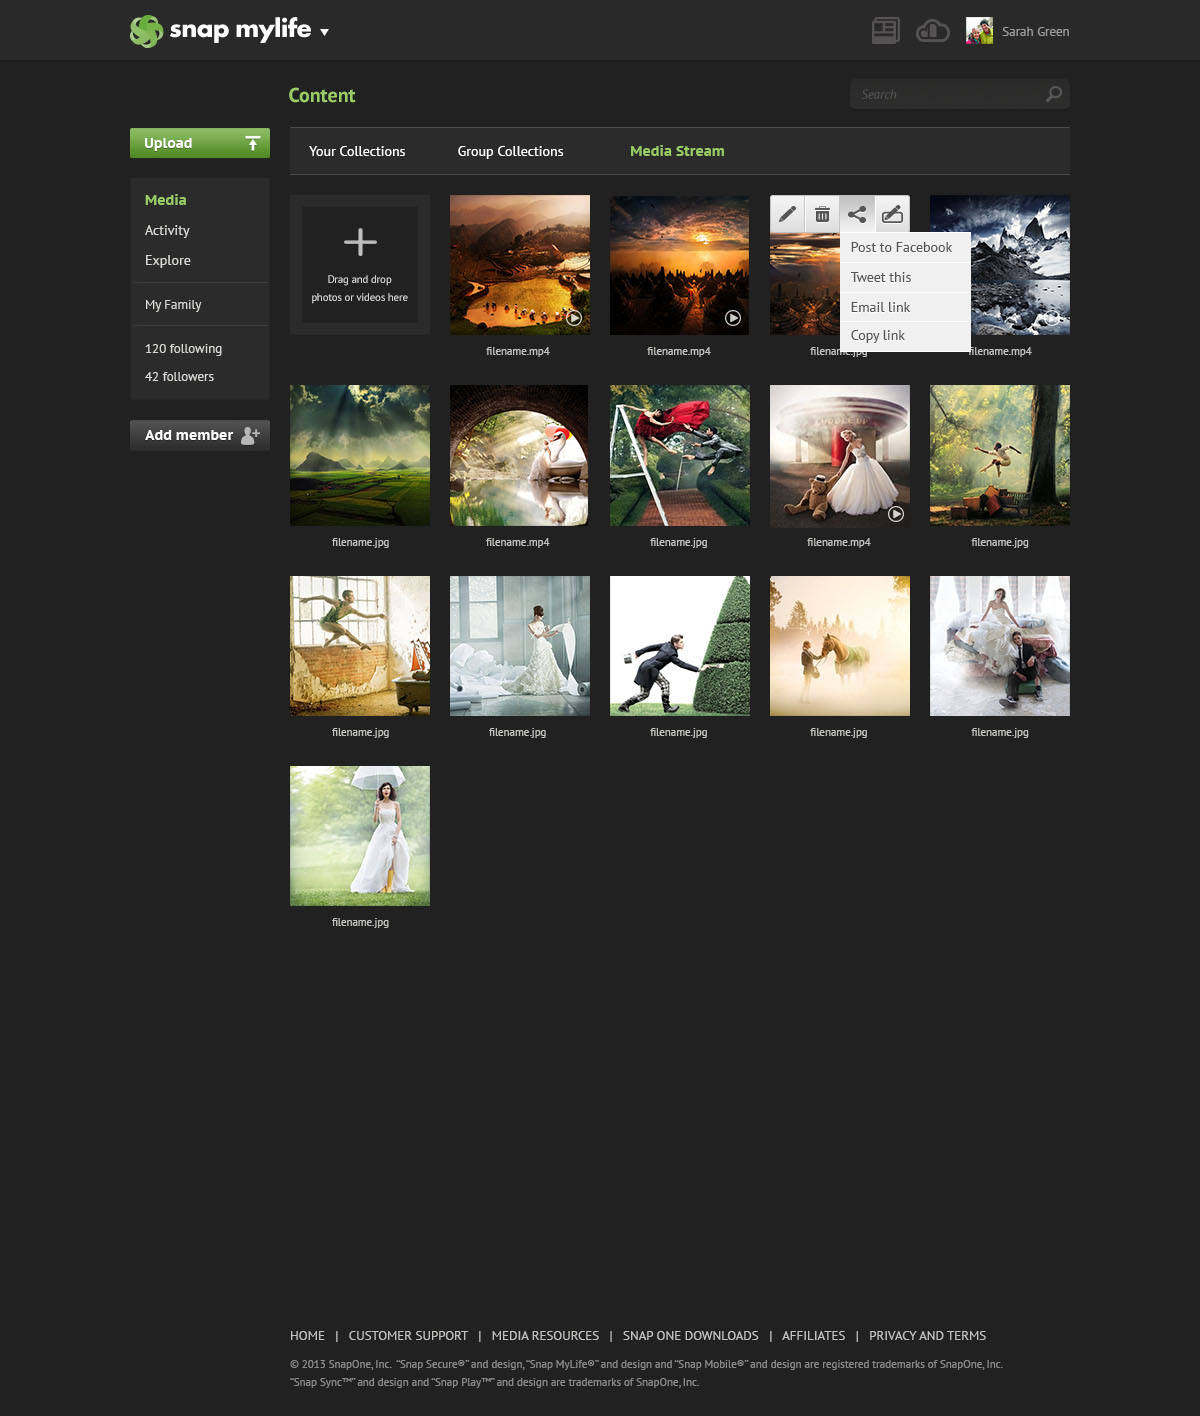 snap mylife
Sarah Green
Content
Search
Upload
Your Collections
Group Collections
Media Stream
Media
Activity
Explore
My Family
120 following
42 followers
Add member
Drag and drop
photos or videos here
Post to Facebook
Tweet this
Email link
Copy link
filename.mp4
filename.mp4
filename.jpg
filename.mp4
filename.jpg
filename.mp4
filename.jpg
filename.mp4
filename.jpg
filename.jpg
filename.jpg
filename.jpg
filename.jpg
filename.jpg
filename.jpg
HOME | CUSTOMER SUPPORT | MEDIA RESOURCES | SNAP ONE DOWNLOADS | AFFILIATES | PRIVACY AND TERMS
© 2013 SnapOne, Inc. “Snap Secure®” and design, “Snap MyLife®” and design and “Snap Mobile®” and design are registered trademarks of SnapOne, Inc.
“Snap Sync™” and design and “Snap Play™” and design are trademarks of SnapOne, Inc.